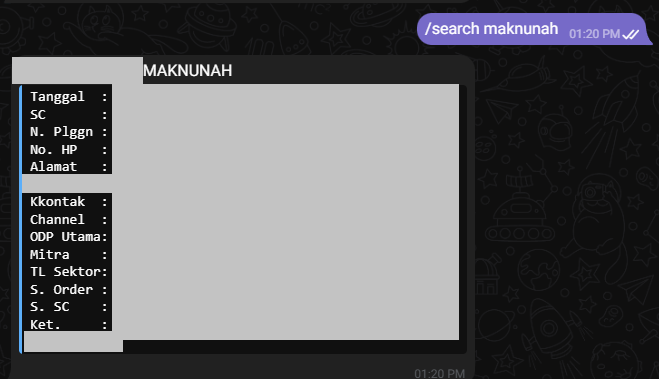 /search maknunah 01:20 PM
MAKNUNAH
Tanggal :
SC :
N. Plggn :
No. HP :
Alamat :
Kkontak :
Channel :
ODP Utama:
Mitra :
TL Sektor:
S. Order :
S. SC :
Ket. :
01:20 PM